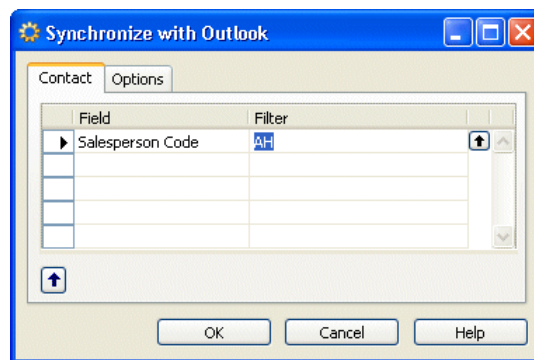 Synchronize with Outlook
Contact Options
Field Filter
Salesperson Code AH
OK Cancel Help